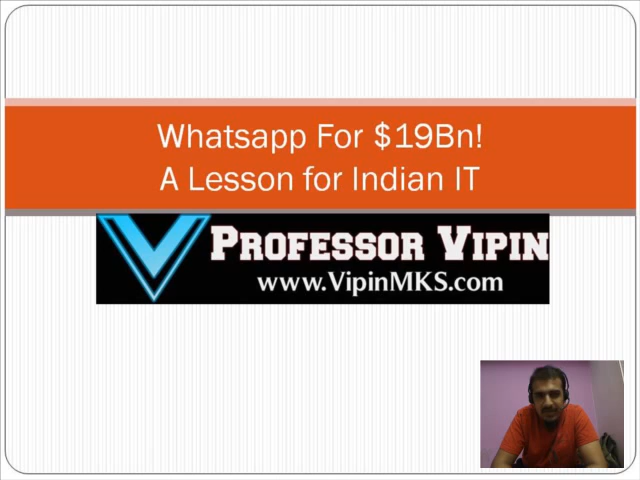 Whatsapp For $19Bn!
A Lesson for Indian IT
PROFESSOR VIPIN
www.VipinMKS.com